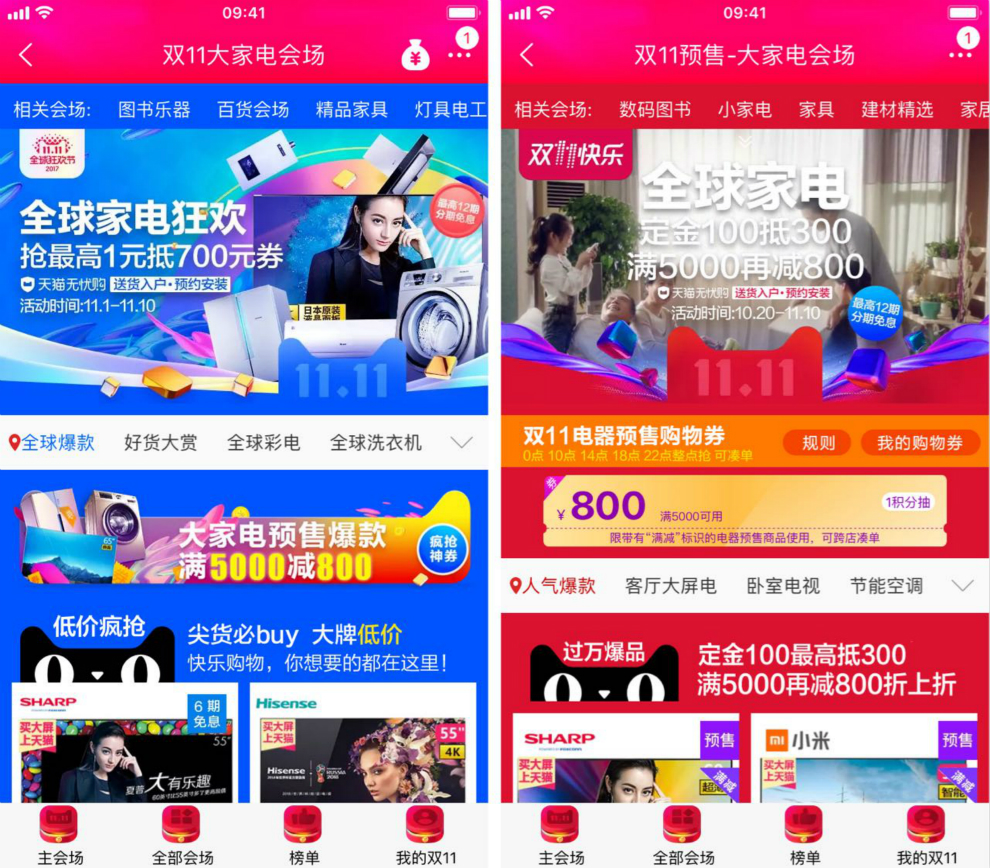 09:41
双11大家电会场
1
相关会场: 图书乐器 百货会场 精品家具 灯具电工
11.11
全球狂欢节
2017
全球家电狂欢
抢最高1元抵700元券
天猫无忧购 送货入户·预约安装
活动时间:11.1-11.10
最高12期
分期免息
日本原装
液晶面板
11.11
全球爆款 好货大赏 全球彩电 全球洗衣机
65"
大家电预售爆款
满5000减800
疯抢
神券
低价疯抢
尖货必buy 大牌低价
快乐购物，你想要的都在这里！
SHARP
6期
免息
买大屏
上天猫
55"
夏普 大有乐趣
Hisense
买大屏
上天猫
55"
4K
Hisense
主会场 全部会场 榜单 我的双11
09:41
双11预售-大家电会场
1
相关会场: 数码图书 小家电 家具 建材精选 家居
双11快乐
全球家电
定金100抵300
满5000再减800
天猫无忧购 送货入户·预约安装
活动时间:10.20-11.10
最高12期
分期免息
11.11
双11电器预售购物券
0点 10点 14点 18点 22点整点抢 可凑单
规则
我的购物券
券
¥800 满5000可用
1积分抽
限带有“满减”标识的电器预售商品使用，可跨店凑单
人气爆款 客厅大屏电 卧室电视 节能空调
过万爆品
定金100最高抵300
满5000再减800折上折
SHARP
预售
买大屏
上天猫
60"
满减
小米
预售
买大屏
上天猫
满减
智能
主会场 全部会场 榜单 我的双11